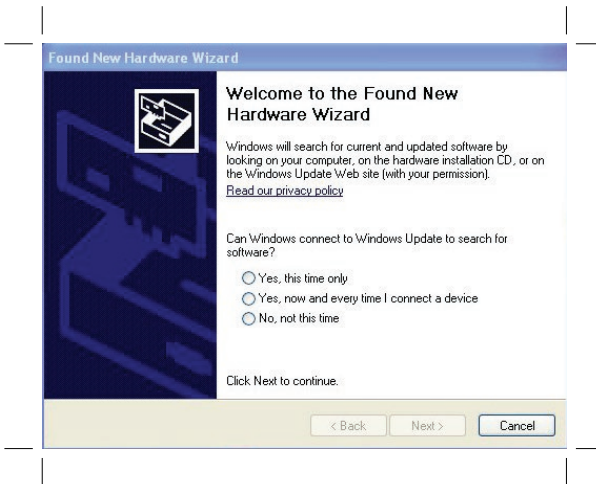 Found New Hardware Wizard
Welcome to the Found New
Hardware Wizard
Windows will search for current and updated software by
looking on your computer, on the hardware installation CD, or on
the Windows Update Web site (with your permission).
Read our privacy policy
Can Windows connect to Windows Update to search for
software?
Yes, this time only
Yes, now and every time I connect a device
No, not this time
Click Next to continue.
< Back
Next >
Cancel